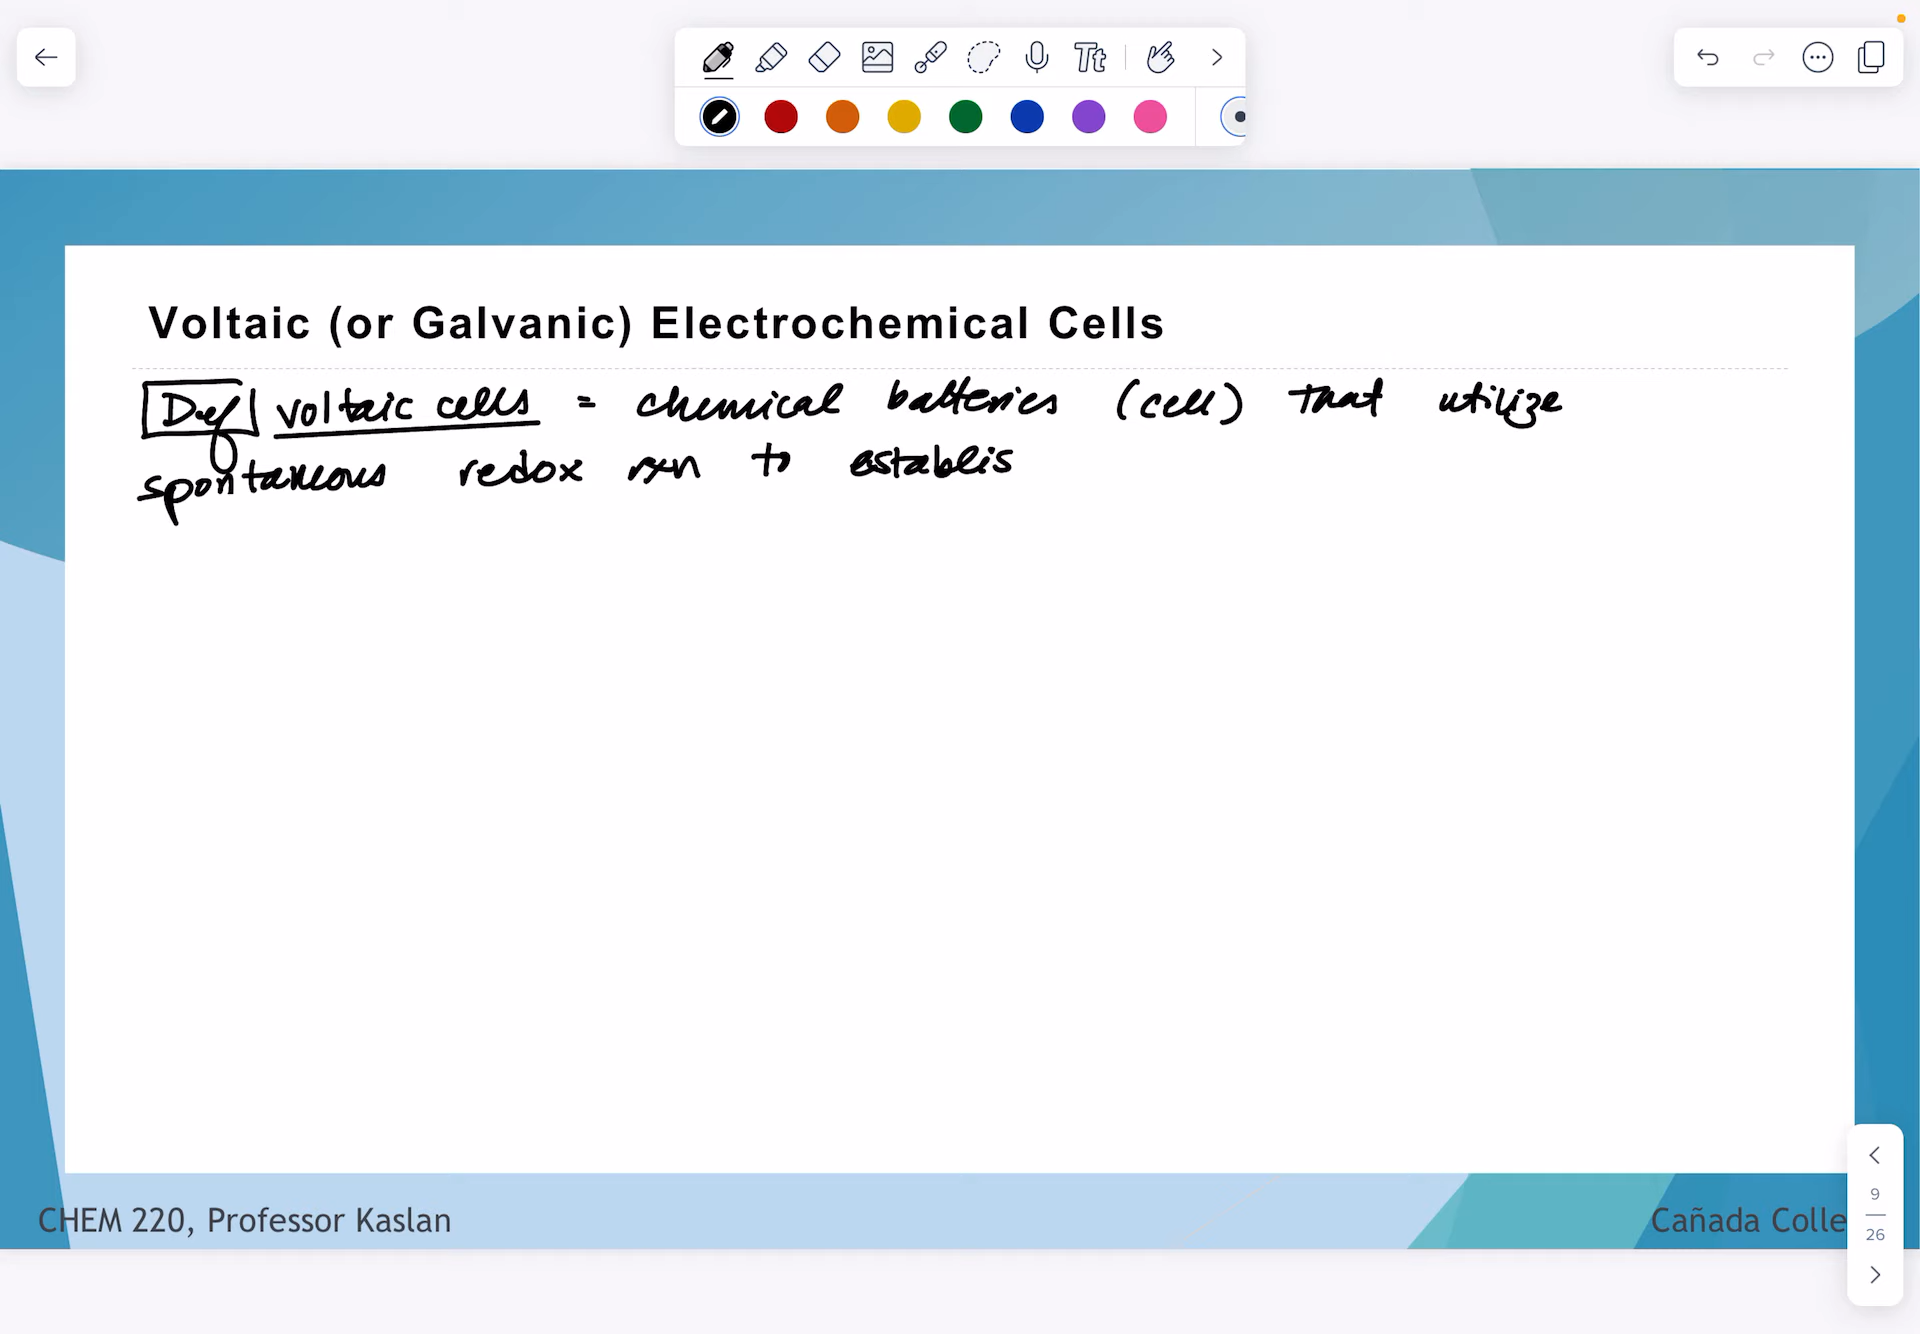 Tt
Voltaic (or Galvanic) Electrochemical Cells
Def voltaic cells = chemical batteries (cell) that utilize
spontaneous redox rxn to establis
CHEM 220, Professor Kaslan
Cañada Colle
9
26